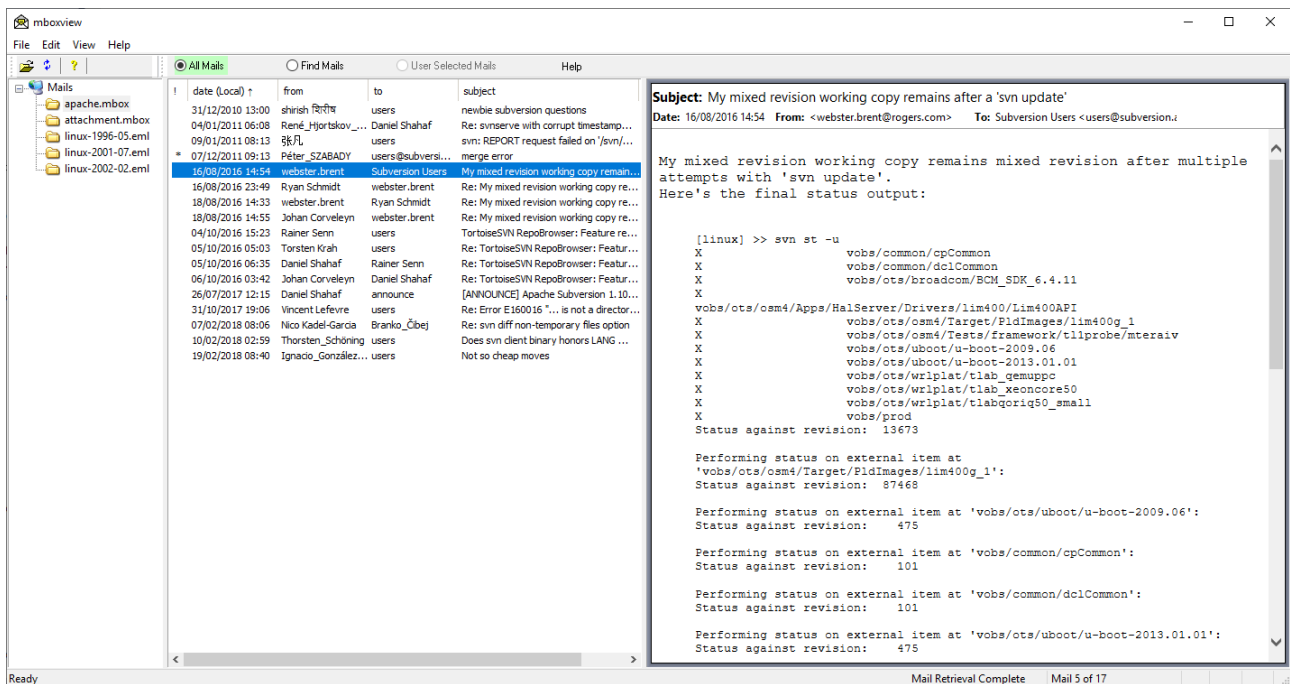 mboxview
File Edit View Help
All Mails Find Mails User Selected Mails Help
Mails
apache.mbox
attachment.mbox
linux-1996-05.eml
linux-2001-07.eml
linux-2002-02.eml
! date (Local) ↑ from to subject
31/12/2010 13:00 shirish शिरीष users newbie subversion questions
04/01/2011 06:08 René_Hjortskov_... Daniel Shahaf Re: svnserve with corrupt timestamp...
09/01/2011 08:13 张凡 users svn: REPORT request failed on '/svn/...
* 07/12/2011 09:13 Péter_SZABADY users@subversi... merge error
16/08/2016 14:54 webster.brent Subversion Users My mixed revision working copy remain...
16/08/2016 23:49 Ryan Schmidt webster.brent Re: My mixed revision working copy re...
18/08/2016 14:33 webster.brent Ryan Schmidt Re: My mixed revision working copy re...
18/08/2016 14:55 Johan Corveleyn webster.brent Re: My mixed revision working copy re...
04/10/2016 15:23 Rainer Senn users TortoiseSVN RepoBrowser: Feature re...
05/10/2016 05:03 Torsten Krah users Re: TortoiseSVN RepoBrowser: Featur...
05/10/2016 06:35 Daniel Shahaf Rainer Senn Re: TortoiseSVN RepoBrowser: Featur...
06/10/2016 03:42 Johan Corveleyn Daniel Shahaf Re: TortoiseSVN RepoBrowser: Featur...
26/07/2017 12:15 Daniel Shahaf announce [ANNOUNCE] Apache Subversion 1.10...
31/10/2017 19:06 Vincent Lefevre users Re: Error E160016 "... is not a director...
07/02/2018 08:06 Nico Kadel-Garcia Branko_Čibej Re: svn diff non-temporary files option
10/02/2018 02:59 Thorsten_Schöning users Does svn client binary honors LANG ...
19/02/2018 08:40 Ignacio_González... users Not so cheap moves
Subject: My mixed revision working copy remains after a 'svn update'
Date: 16/08/2016 14:54 From: <webster.brent@rogers.com> To: Subversion Users <users@subversion.a
My mixed revision working copy remains mixed revision after multiple
attempts with 'svn update'.
Here's the final status output:
[linux] >> svn st -u
X vobs/common/cpCommon
X vobs/common/dclCommon
X vobs/ots/broadcom/BCM_SDK_6.4.11
X
vobs/ots/osm4/Apps/HalServer/Drivers/lim400/Lim400API
X vobs/ots/osm4/Target/PldImages/lim400g_1
X vobs/ots/osm4/Tests/framework/tl1probe/mteraiv
X vobs/ots/uboot/u-boot-2009.06
X vobs/ots/uboot/u-boot-2013.01.01
X vobs/ots/wrlplat/tlab_qemuppc
X vobs/ots/wrlplat/tlab_xeoncore50
X vobs/ots/wrlplat/tlabqoriq50_small
X vobs/prod
Status against revision: 13673
Performing status on external item at
'vobs/ots/osm4/Target/PldImages/lim400g_1':
Status against revision: 87468
Performing status on external item at 'vobs/ots/uboot/u-boot-2009.06':
Status against revision: 475
Performing status on external item at 'vobs/common/cpCommon':
Status against revision: 101
Performing status on external item at 'vobs/common/dclCommon':
Status against revision: 101
Performing status on external item at 'vobs/ots/uboot/u-boot-2013.01.01':
Status against revision: 475
Ready Mail Retrieval Complete Mail 5 of 17